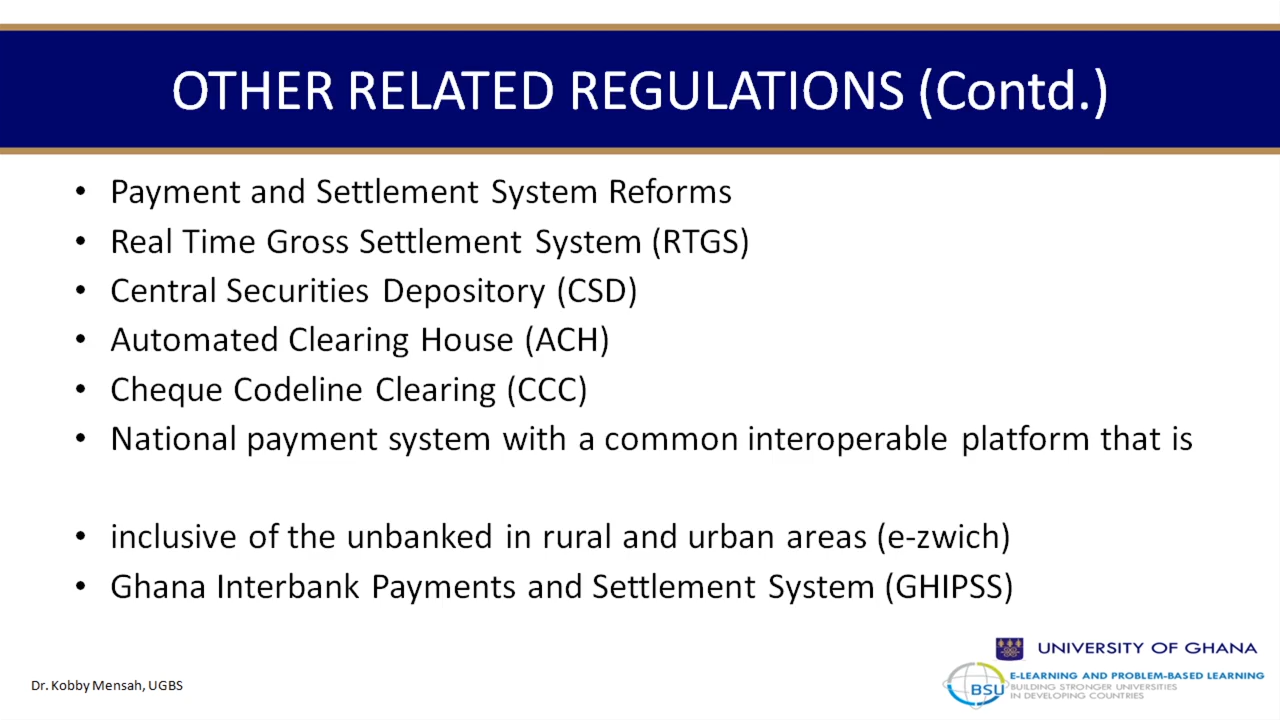 OTHER RELATED REGULATIONS (Contd.)
• Payment and Settlement System Reforms
• Real Time Gross Settlement System (RTGS)
• Central Securities Depository (CSD)
• Automated Clearing House (ACH)
• Cheque Codeline Clearing (CCC)
• National payment system with a common interoperable platform that is
• inclusive of the unbanked in rural and urban areas (e-zwich)
• Ghana Interbank Payments and Settlement System (GHIPSS)
UNIVERSITY OF GHANA
Dr. Kobby Mensah, UGBS
BSU
E-LEARNING AND PROBLEM-BASED LEARNING
BUILDING STRONGER UNIVERSITIES
IN DEVELOPING COUNTRIES